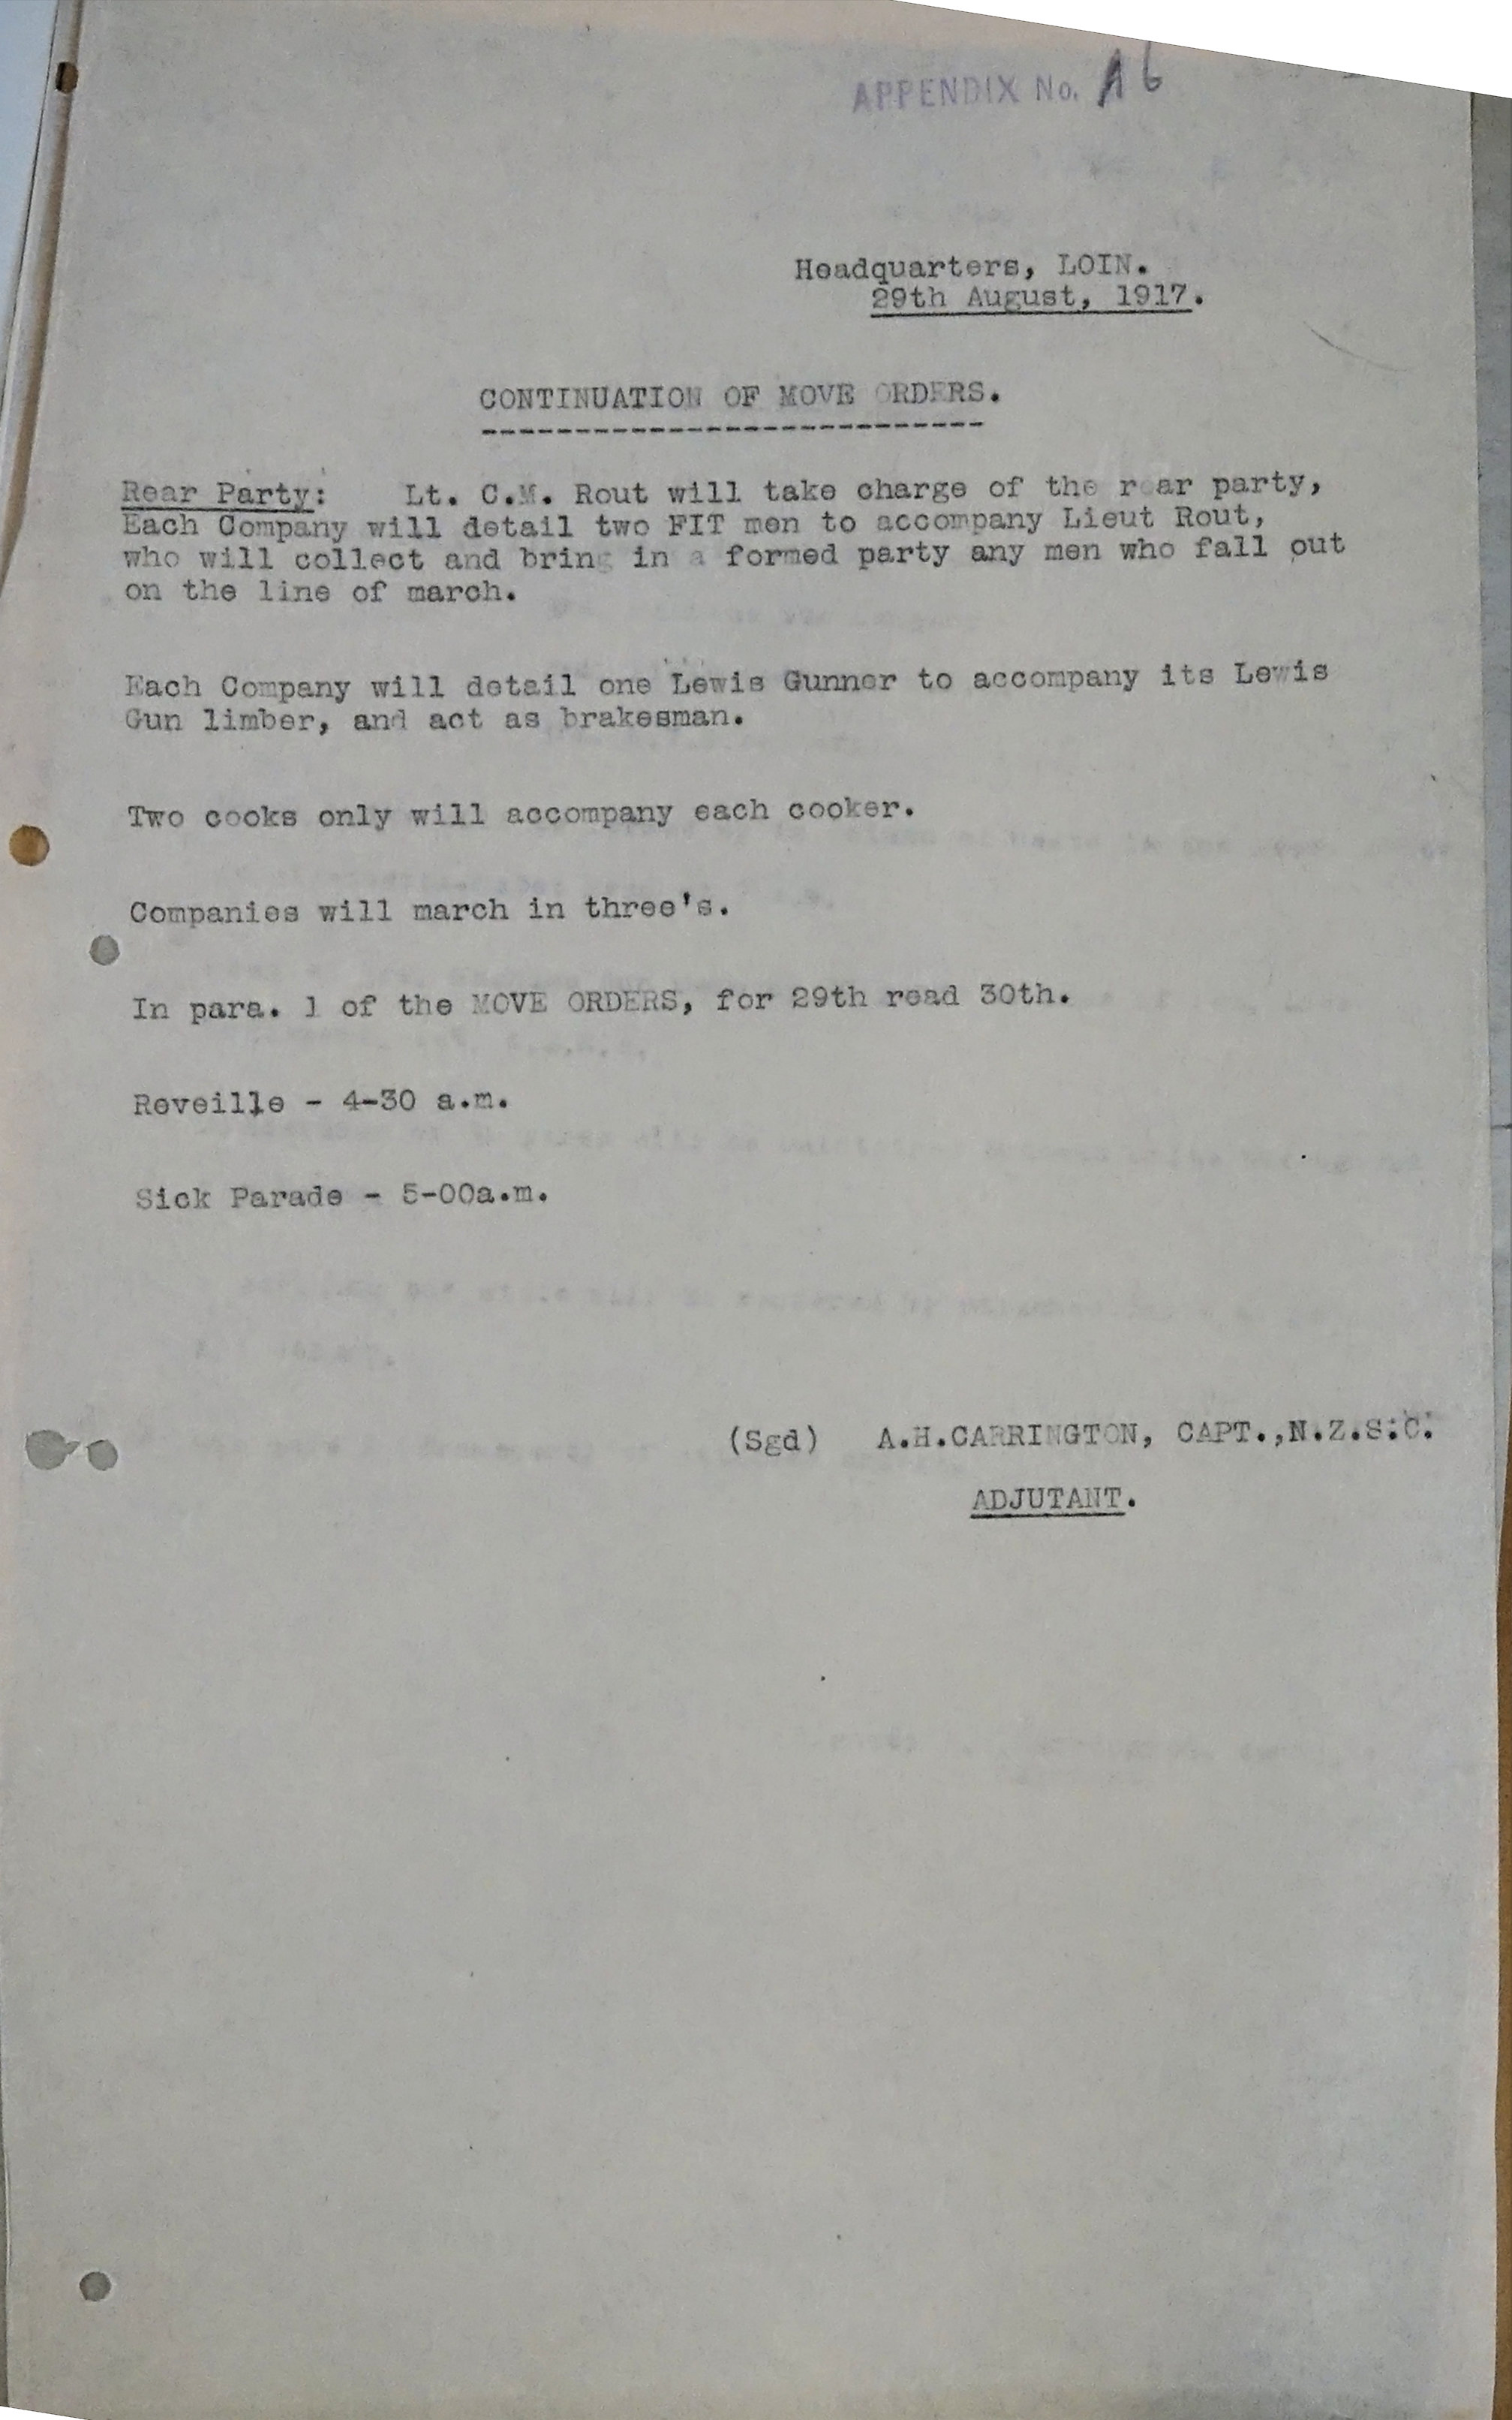 APPENDIX No. A6
Headquarters, LOIN.
29th August, 1917.
CONTINUATION OF MOVE ORDERS.
Rear Party: Lt. C.M. Rout will take charge of the rear party,
Each Company will detail two FIT men to accompany Lieut Rout,
who will collect and bring in a formed party any men who fall out
on the line of march.
Each Company will detail one Lewis Gunner to accompany its Lewis
Gun limber, and act as brakesman.
Two cooks only will accompany each cooker.
Companies will march in three's.
In para. 1 of the MOVE ORDERS, for 29th read 30th.
Reveille - 4-30 a.m.
Sick Parade - 5-00a.m.
(Sgd) A.H.CARRINGTON, CAPT.,N.Z.S.C.
ADJUTANT.